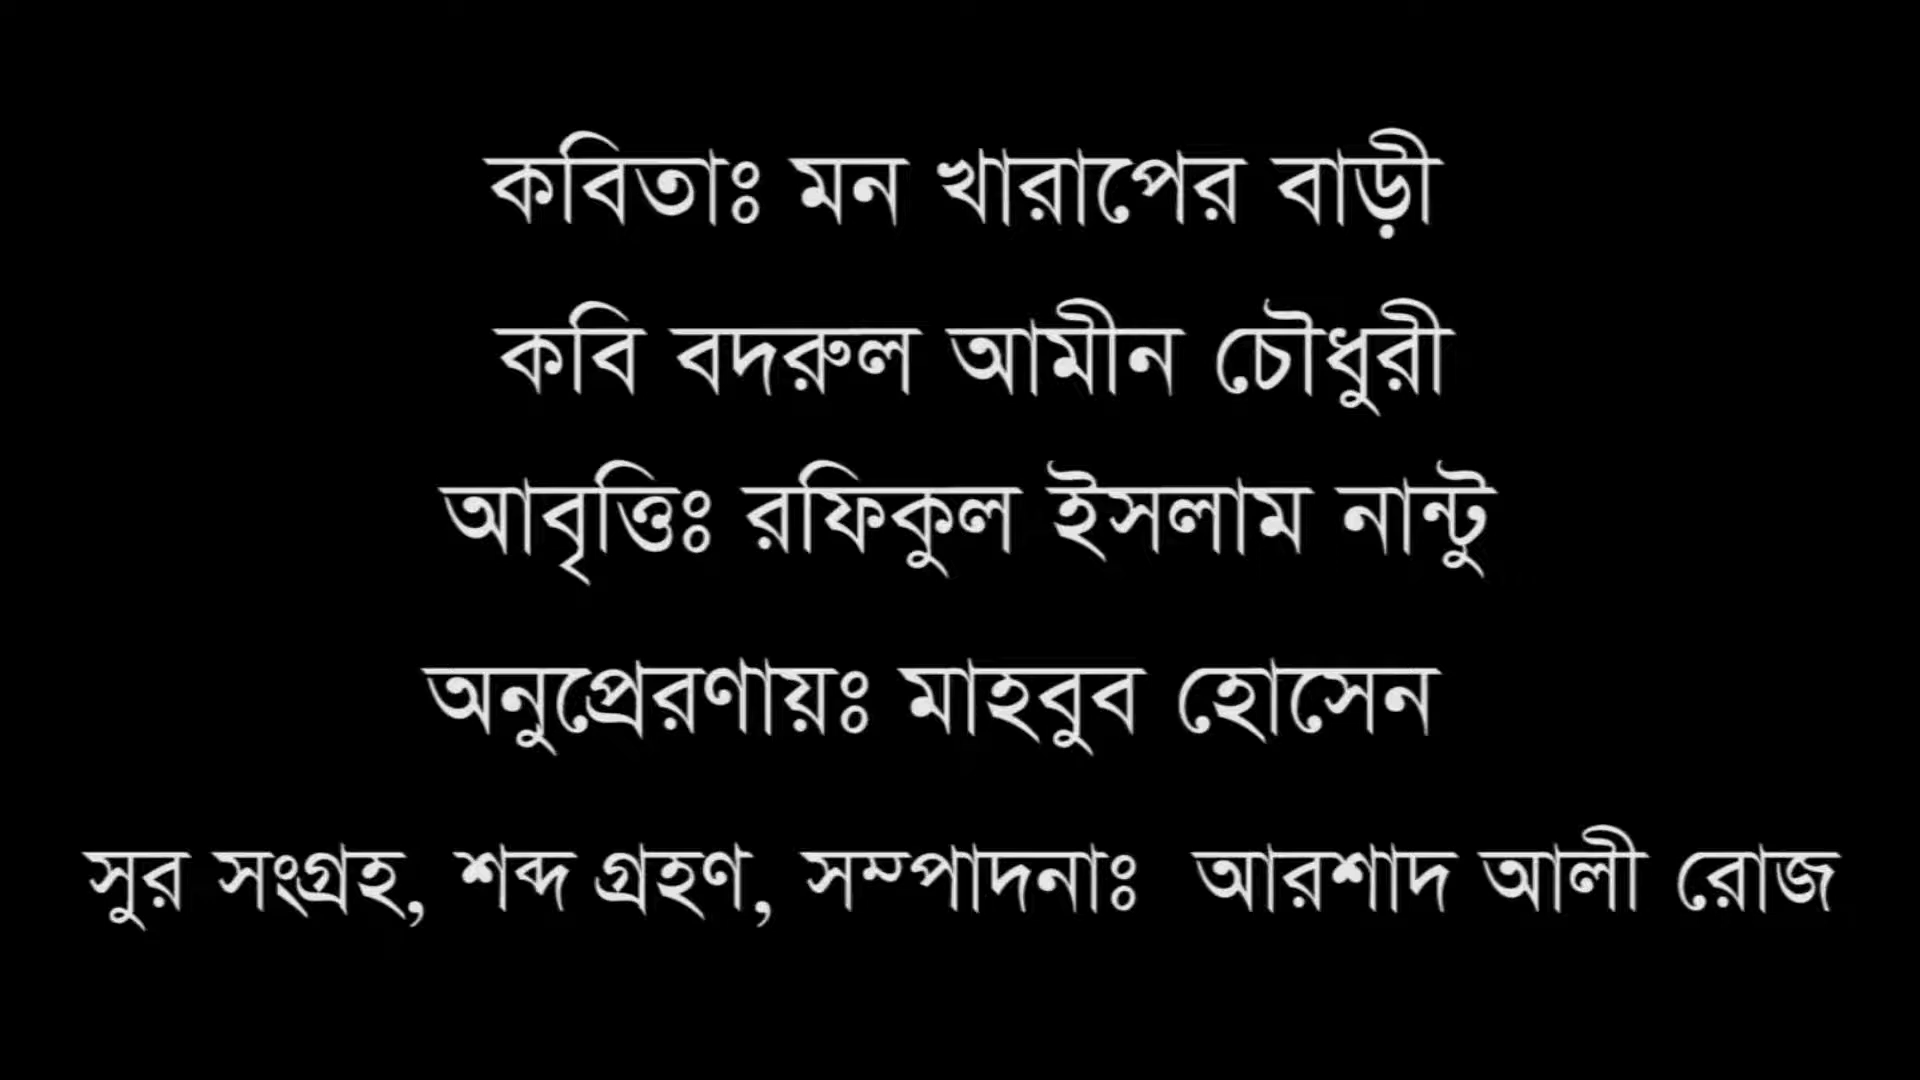 কবিতাঃ মন খারাপের বাড়ী
কবি বদরুল আমীন চৌধুরী
আবৃত্তিঃ রফিকুল ইসলাম নান্টু
অনুপ্রেরণায়ঃ মাহবুব হোসেন
সুর সংগ্রহ, শব্দ গ্রহণ, সম্পাদনাঃ আরশাদ আলী রোজ